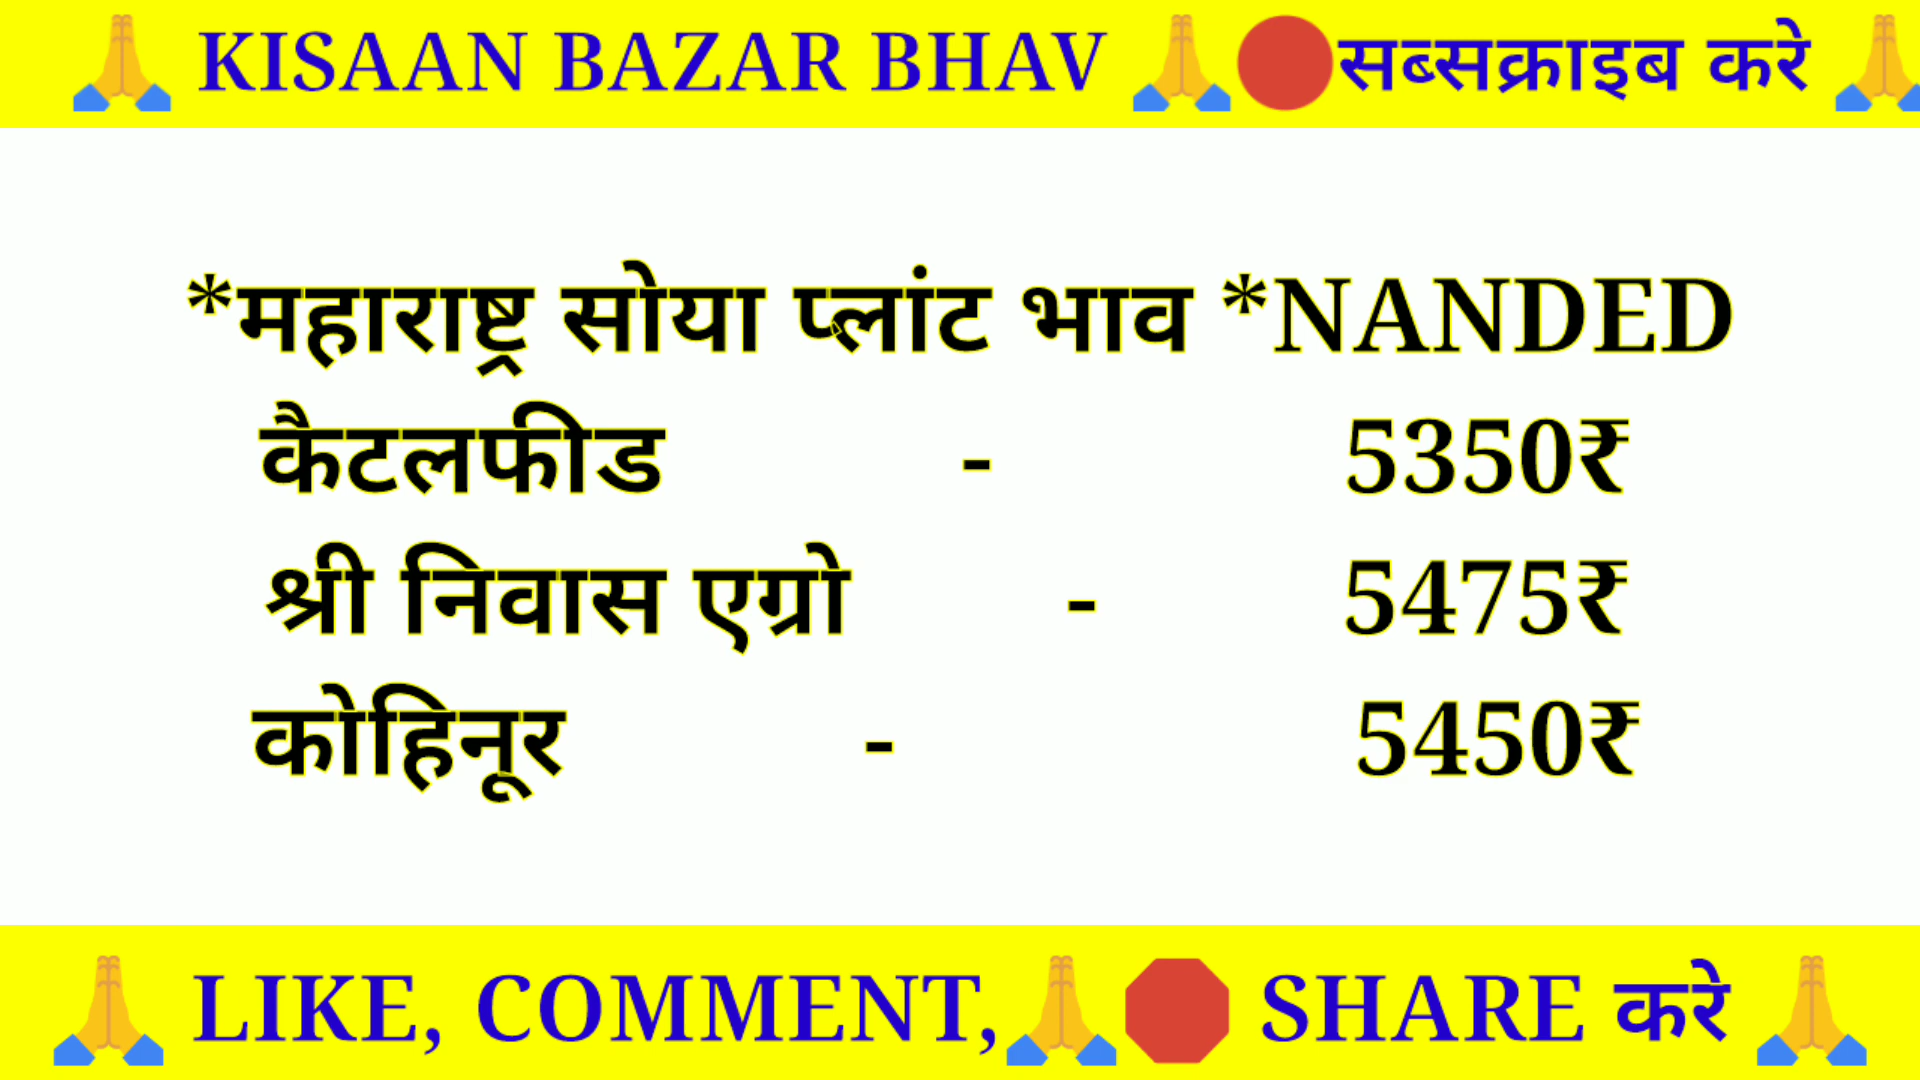 🙏 KISAAN BAZAR BHAV 🙏🔴सब्सक्राइब करे 🙏
*महाराष्ट्र सोया प्लांट भाव *NANDED
कैटलफीड - 5350₹
श्री निवास एग्रो - 5475₹
कोहिनूर - 5450₹
🙏 LIKE, COMMENT,🙏🛑 SHARE करे 🙏